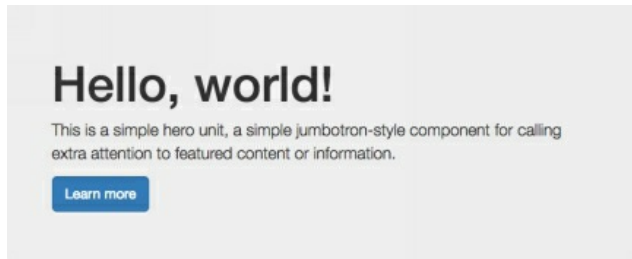 Hello, world!
This is a simple hero unit, a simple jumbotron-style component for calling
extra attention to featured content or information.
Learn more